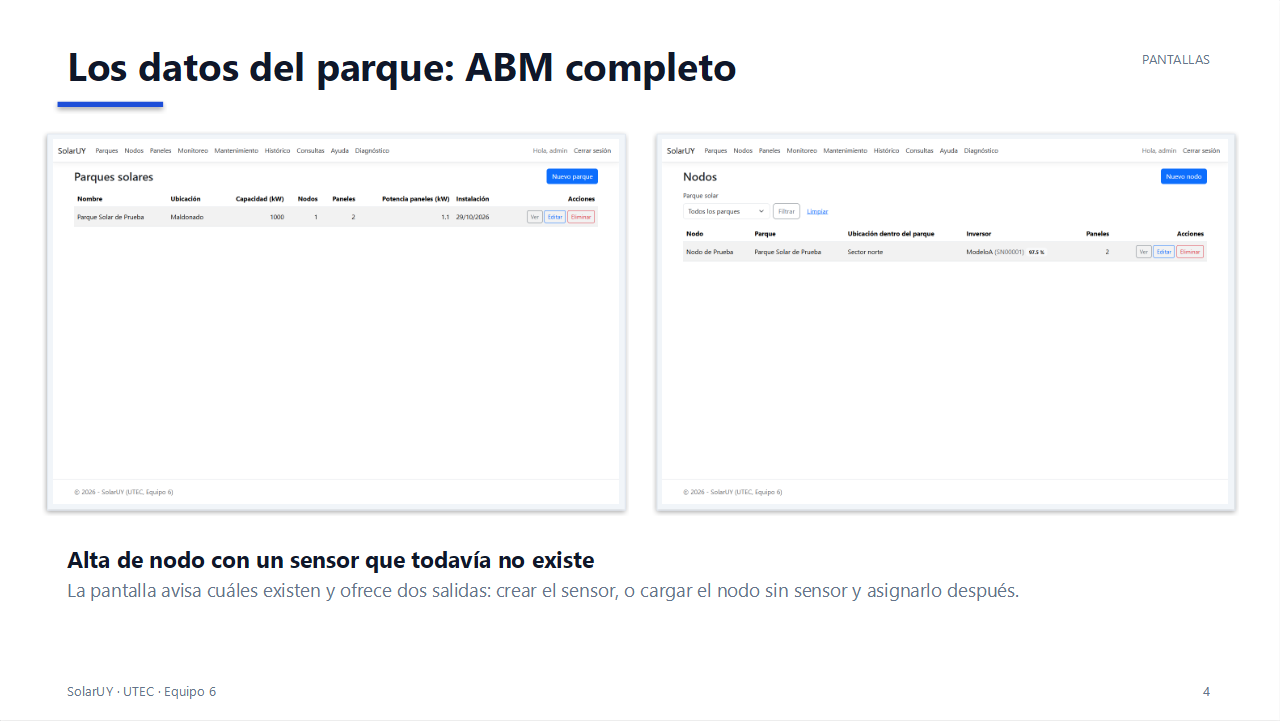 Los datos del parque: ABM completo
PANTALLAS
SolarUY Parques Nodos Paneles Monitoreo Mantenimiento Histórico Consultas Ayuda Diagnóstico Hola, admin Cerrar sesión
Parques solares Nuevo parque
Nombre Ubicación Capacidad (kW) Nodos Paneles Potencia paneles (kW) Instalación Acciones
Parque Solar de Prueba Maldonado 1000 1 2 1.1 29/10/2026 Ver Editar Eliminar
© 2026 - SolarUY (UTEC, Equipo 6)
SolarUY Parques Nodos Paneles Monitoreo Mantenimiento Histórico Consultas Ayuda Diagnóstico Hola, admin Cerrar sesión
Nodos Nuevo nodo
Parque solar
Todos los parques Filtrar Limpiar
Nodo Parque Ubicación dentro del parque Inversor Paneles Acciones
Nodo de Prueba Parque Solar de Prueba Sector norte ModeloA (SN00001) 97.5 % 2 Ver Editar Eliminar
© 2026 - SolarUY (UTEC, Equipo 6)
Alta de nodo con un sensor que todavía no existe
La pantalla avisa cuáles existen y ofrece dos salidas: crear el sensor, o cargar el nodo sin sensor y asignarlo después.
SolarUY · UTEC · Equipo 6
4